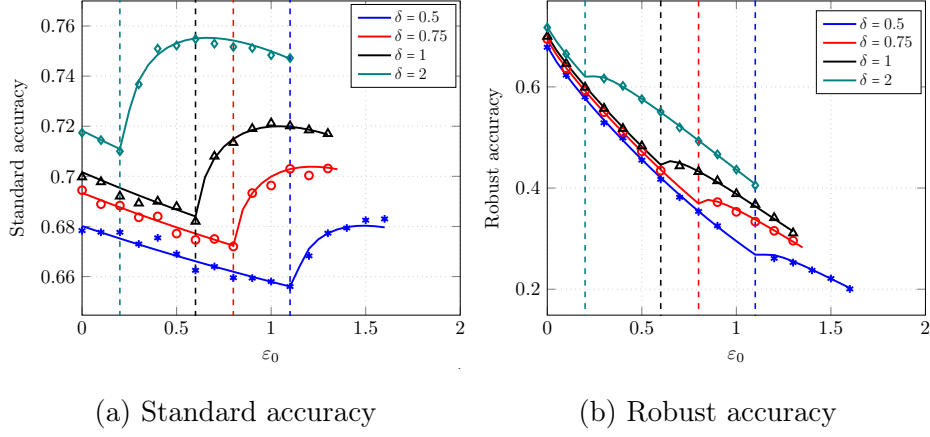 0.76
0.74
0.72
0.7
0.68
0.66
Standard accuracy
0
0.5
1
1.5
2
ε₀
δ = 0.5
δ = 0.75
δ = 1
δ = 2
(a) Standard accuracy
0.6
0.4
0.2
Robust accuracy
0
0.5
1
1.5
2
ε₀
δ = 0.5
δ = 0.75
δ = 1
δ = 2
(b) Robust accuracy